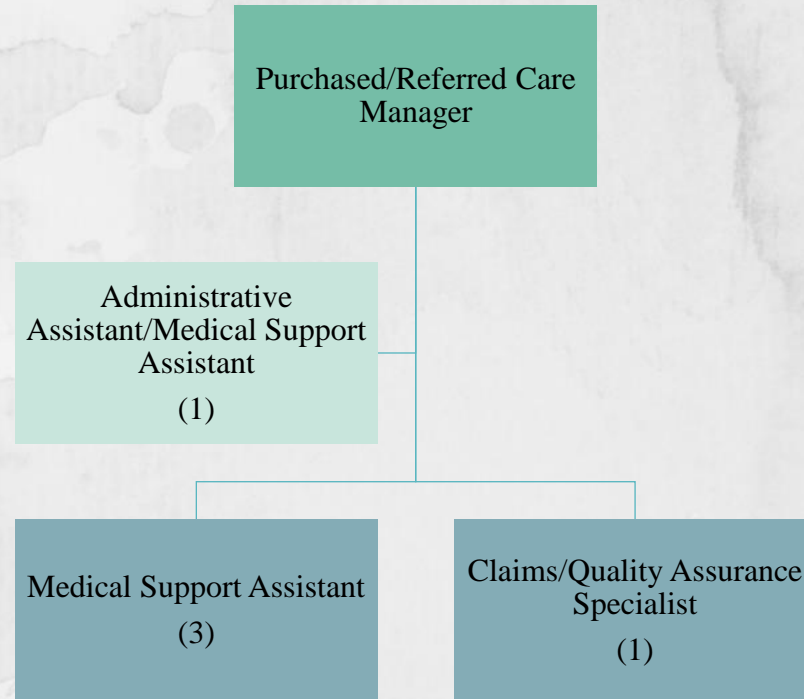 Purchased/Referred Care
Manager
Administrative
Assistant/Medical Support
Assistant
(1)
Medical Support Assistant
(3)
Claims/Quality Assurance
Specialist
(1)